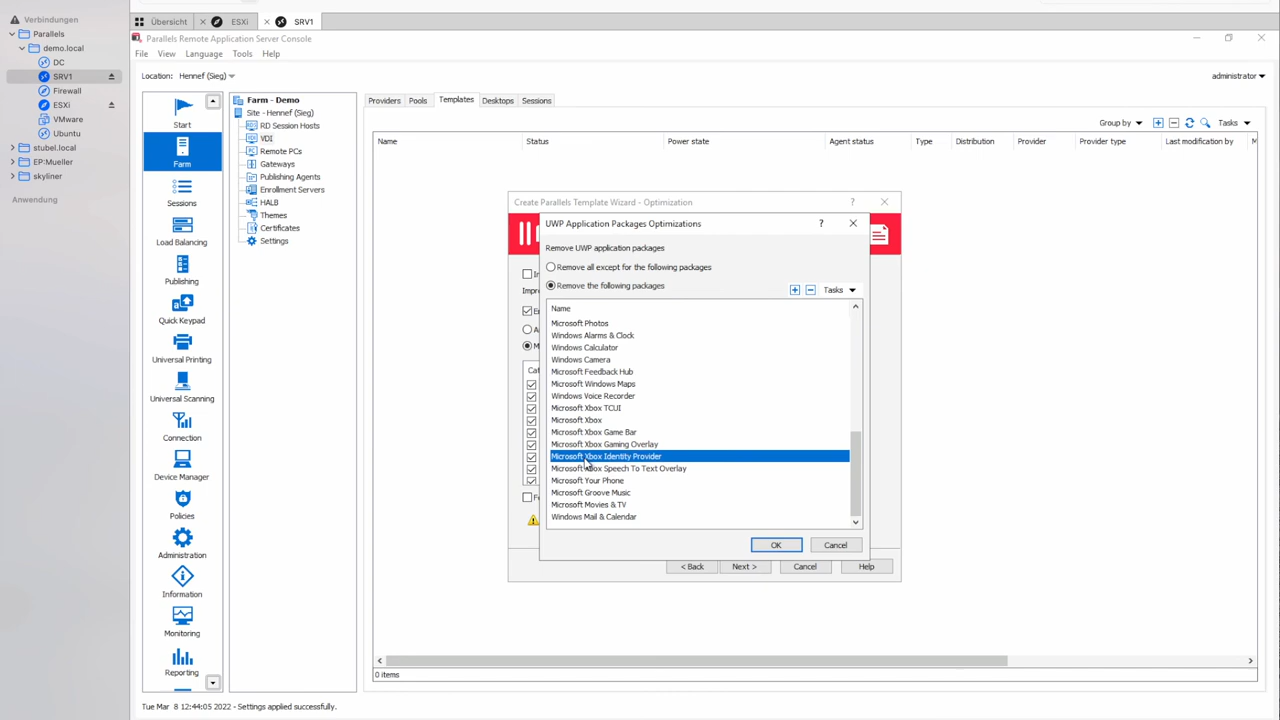 Verbindungen
Parallels
demo.local
DC
SRV1
Firewall
ESXi
VMware
Ubuntu
stubel.local
EP:Mueller
skyliner
Anwendung
Übersicht
ESXi
SRV1
Parallels Remote Application Server Console
File View Language Tools Help
Location: Hennef (Sieg)
administrator
Start
Farm
Sessions
Load Balancing
Publishing
Quick Keypad
Universal Printing
Universal Scanning
Connection
Device Manager
Policies
Administration
Information
Monitoring
Reporting
Farm - Demo
Site - Hennef (Sieg)
RD Session Hosts
VDI
Remote PCs
Gateways
Publishing Agents
Enrollment Servers
HALB
Themes
Certificates
Settings
Providers Pools Templates Desktops Sessions
Group by Tasks
Name Status Power state Agent status Type Distribution Provider Provider type Last modification by
Create Parallels Template Wizard - Optimization
UWP Application Packages Optimizations
Remove UWP application packages
Remove all except for the following packages
Remove the following packages
Tasks
Name
Microsoft Photos
Windows Alarms & Clock
Windows Calculator
Windows Camera
Microsoft Feedback Hub
Microsoft Windows Maps
Windows Voice Recorder
Microsoft Xbox TCUI
Microsoft Xbox
Microsoft Xbox Game Bar
Microsoft Xbox Gaming Overlay
Microsoft Xbox Identity Provider
Microsoft Xbox Speech To Text Overlay
Microsoft Your Phone
Microsoft Groove Music
Microsoft Movies & TV
Windows Mail & Calendar
OK Cancel
< Back Next > Cancel Help
0 items
Tue Mar 8 12:44:05 2022 - Settings applied successfully.